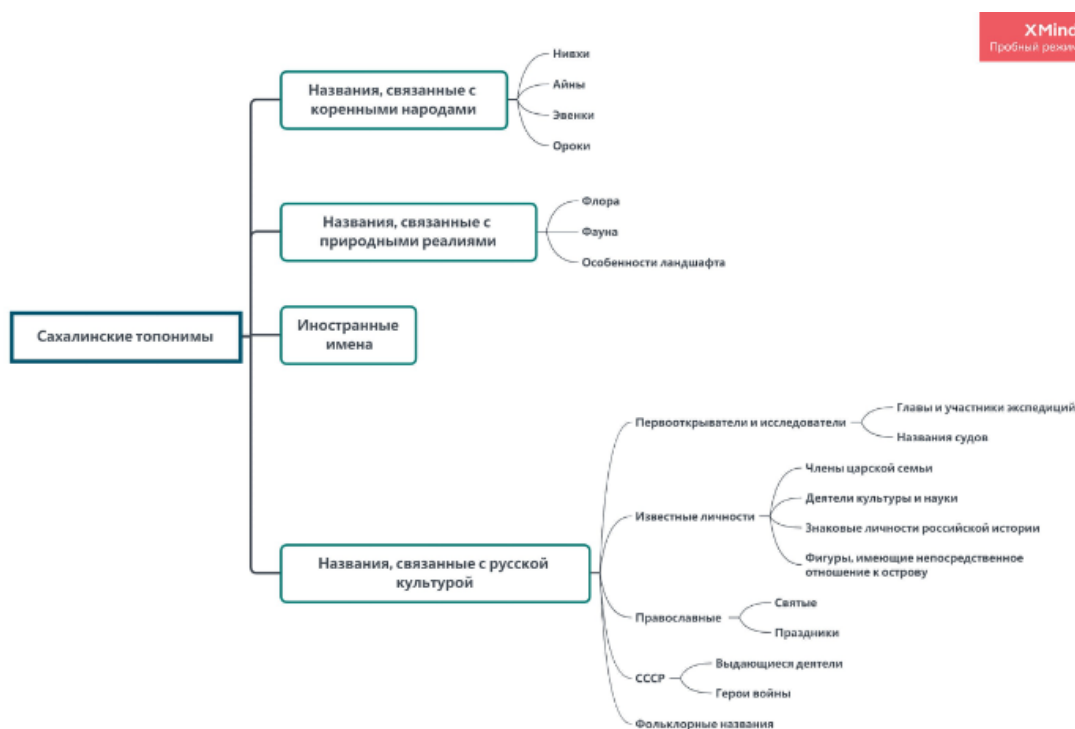 XMind
Пробный режим
Названия, связанные с
коренными народами
Нивхи
Айны
Эвенки
Ороки
Названия, связанные с
природными реалиями
Флора
Фауна
Особенности ландшафта
Сахалинские топонимы
Иностранные
имена
Названия, связанные с русской
культурой
Первооткрыватели и исследователи
Главы и участники экспедиций
Названия судов
Известные личности
Члены царской семьи
Деятели культуры и науки
Знаковые личности российской истории
Фигуры, имеющие непосредственное
отношение к острову
Православные
Святые
Праздники
СССР
Выдающиеся деятели
Герои войны
Фольклорные названия